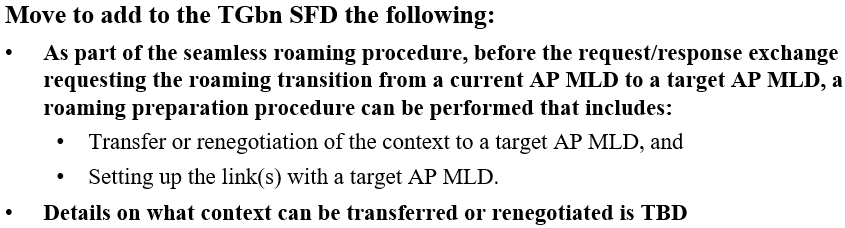 Move to add to the TGbn SFD the following:
• As part of the seamless roaming procedure, before the request/response exchange
requesting the roaming transition from a current AP MLD to a target AP MLD, a
roaming preparation procedure can be performed that includes:
• Transfer or renegotiation of the context to a target AP MLD, and
• Setting up the link(s) with a target AP MLD.
• Details on what context can be transferred or renegotiated is TBD